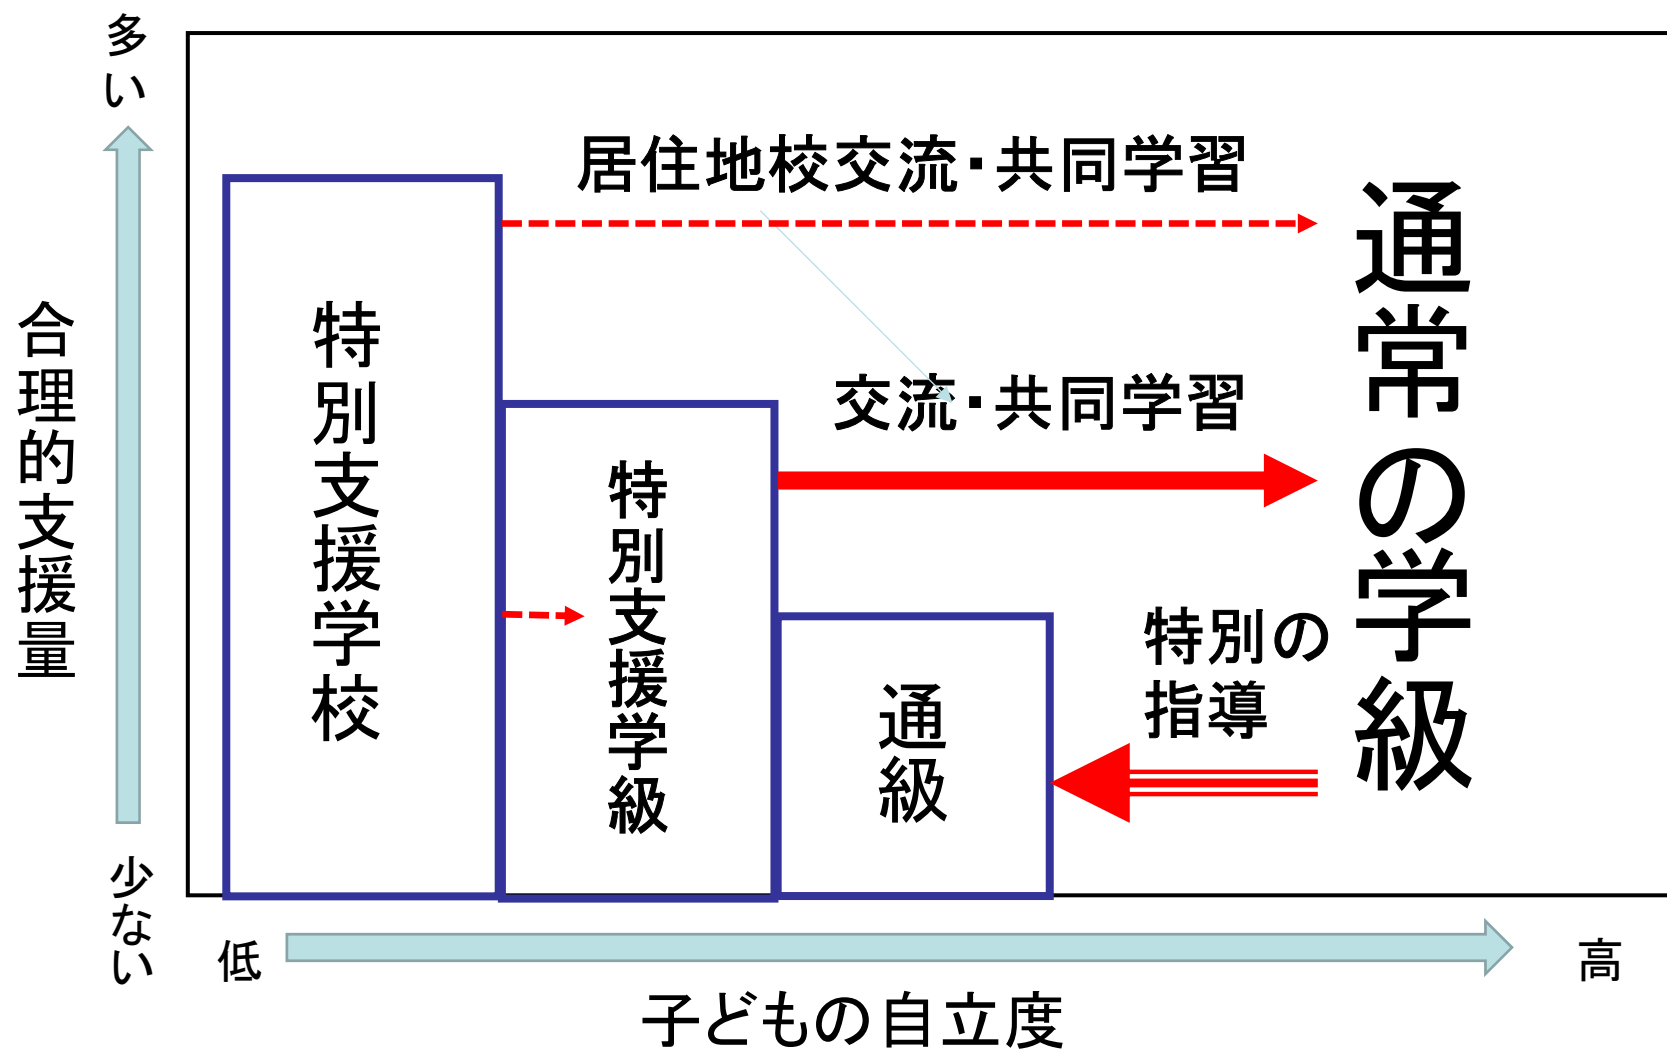 多い
合理的支援量
少ない
居住地校交流・共同学習
交流・共同学習
特別支援学校
特別支援学級
通級
特別の
指導
通常の学級
低
高
子どもの自立度